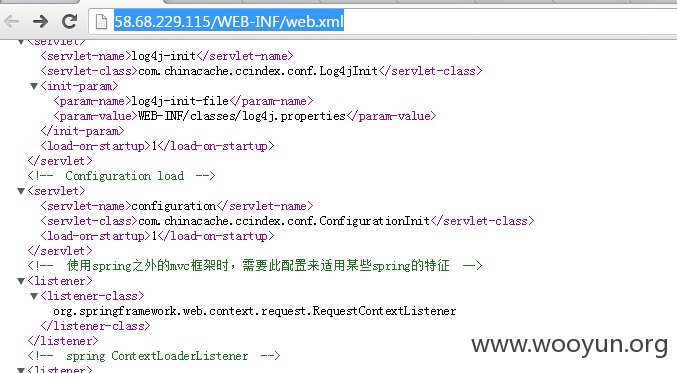 58.68.229.115/WEB-INF/web.xml
<servlet>
<servlet-name>log4j-init</servlet-name>
<servlet-class>com.chinacache.ccindex.conf.Log4jInit</servlet-class>
<init-param>
<param-name>log4j-init-file</param-name>
<param-value>WEB-INF/classes/log4j.properties</param-value>
</init-param>
<load-on-startup>1</load-on-startup>
</servlet>
<!-- Configuration load -->
<servlet>
<servlet-name>configuration</servlet-name>
<servlet-class>com.chinacache.ccindex.conf.ConfigurationInit</servlet-class>
<load-on-startup>1</load-on-startup>
</servlet>
<!-- 使用spring之外的mvc框架时，需要此配置来适用某些spring的特征 -->
<listener>
<listener-class>
org.springframework.web.context.request.RequestContextListener
</listener-class>
</listener>
<!-- spring ContextLoaderListener -->
<listener>
www.wooyun.org